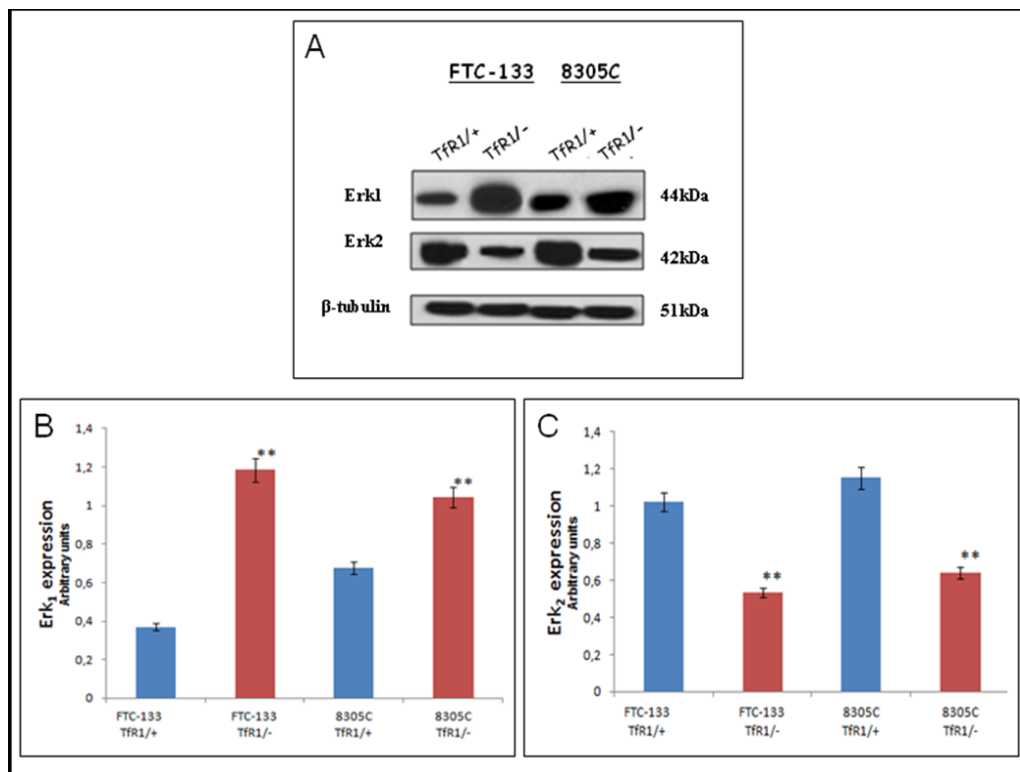 A
FTC-133 8305C
TfR1/+ TfR1/- TfR1/+ TfR1/-
Erk1 44kDa
Erk2 42kDa
β-tubulin 51kDa
B
Erk1 expression
Arbitrary units
1,4
1,2
1
0,8
0,6
0,4
0,2
0
** **
FTC-133 FTC-133 8305C 8305C
TfR1/+ TfR1/- TfR1/+ TfR1/-
C
Erk2 expression
Arbitrary units
1,4
1,2
1
0,8
0,6
0,4
0,2
0
** **
FTC-133 FTC-133 8305C 8305C
TfR1/+ TfR1/- TfR1/+ TfR1/-